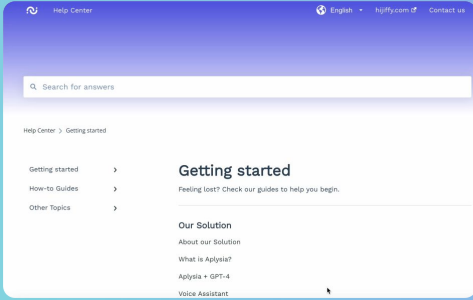 Help Center
English
hijiffy.com
Contact us
Search for answers
Help Center > Getting started
Getting started
How-to Guides
Other Topics
Getting started
Feeling lost? Check our guides to help you begin.
Our Solution
About our Solution
What is Aplysia?
Aplysia + GPT-4
Voice Assistant